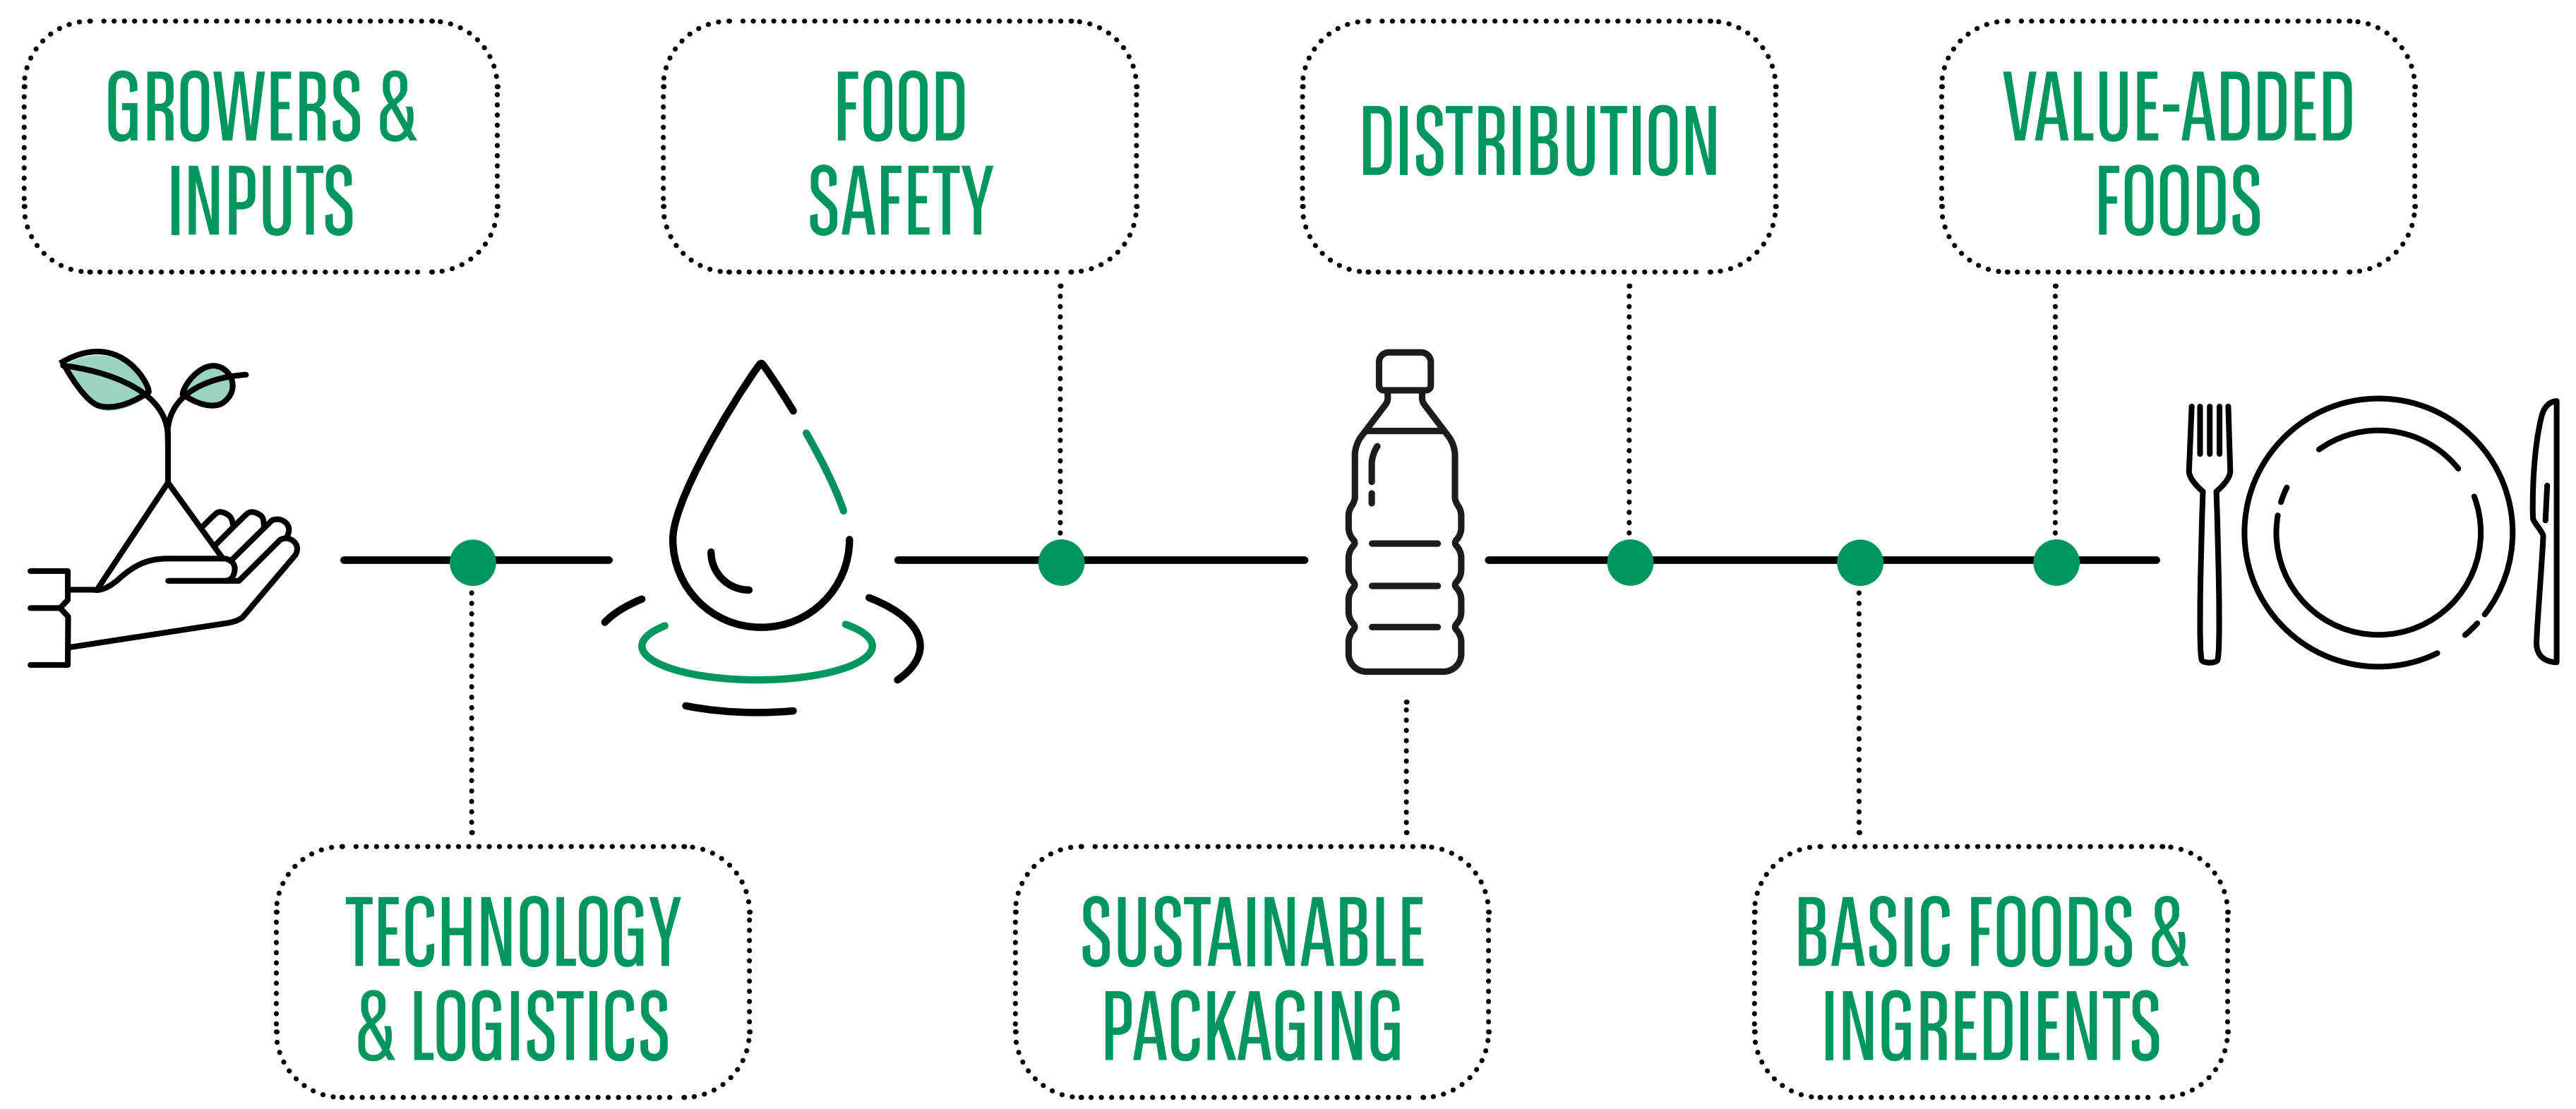 GROWERS &
INPUTS
FOOD
SAFETY
DISTRIBUTION
VALUE-ADDED
FOODS
TECHNOLOGY
& LOGISTICS
SUSTAINABLE
PACKAGING
BASIC FOODS &
INGREDIENTS